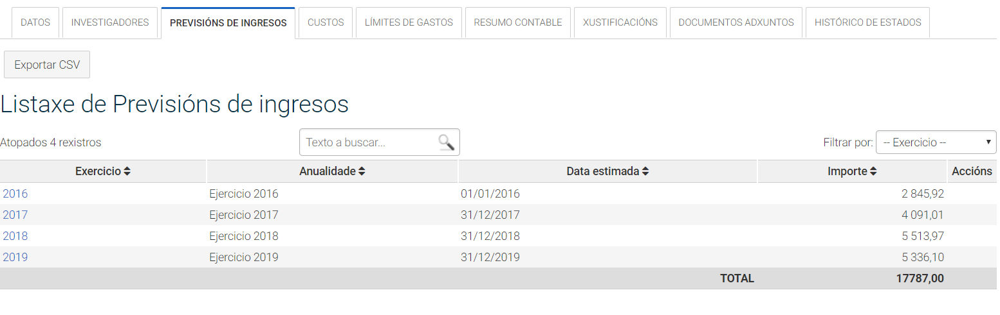 DATOS INVESTIGADORES PREVISIÓNS DE INGRESOS CUSTOS LÍMITES DE GASTOS RESUMO CONTABLE XUSTIFICACIÓNS DOCUMENTOS ADXUNTOS HISTÓRICO DE ESTADOS
Exportar CSV
Listaxe de Previsións de ingresos
Atopados 4 rexistros Texto a buscar... Filtrar por: -- Exercicio --
Exercicio Anualidade Data estimada Importe Accións
2016 Ejercicio 2016 01/01/2016 2 845,92
2017 Ejercicio 2017 31/12/2017 4 091,01
2018 Ejercicio 2018 31/12/2018 5 513,97
2019 Ejercicio 2019 31/12/2019 5 336,10
TOTAL 17787,00